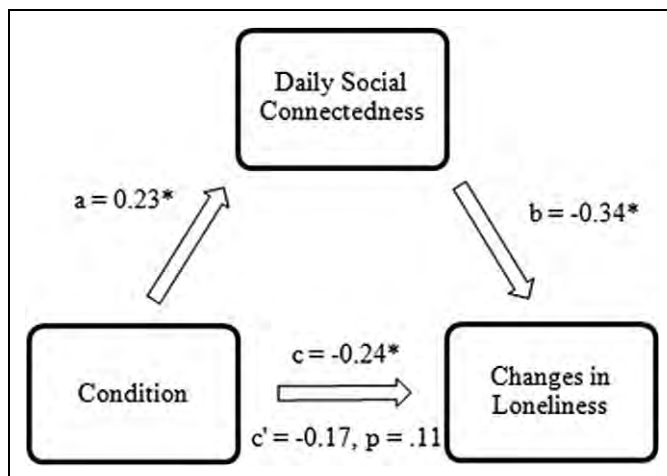 Daily Social
Connectedness
a = 0.23*
b = -0.34*
Condition
c = -0.24*
c' = -0.17, p = .11
Changes in
Loneliness